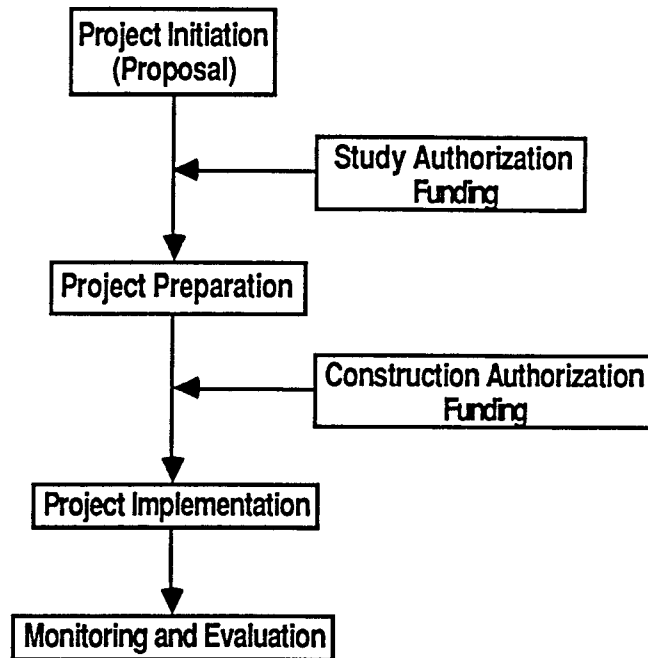 Project Initiation
(Proposal)
Study Authorization
Funding
Project Preparation
Construction Authorization
Funding
Project Implementation
Monitoring and Evaluation